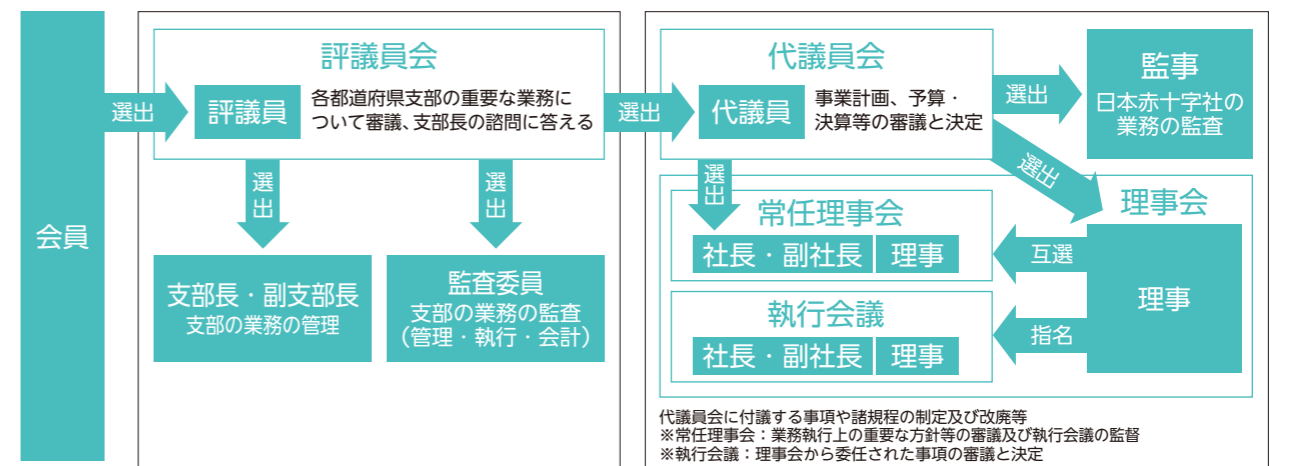 会員
選出
評議員会
評議員
各都道府県支部の重要な業務に
ついて審議、支部長の諮問に答える
選出
選出
支部長・副支部長
支部の業務の管理
監査委員
支部の業務の監査
(管理・執行・会計)
選出
代議員会
代議員
事業計画、予算・
決算等の審議と決定
選出
監事
日本赤十字社の
業務の監査
選出
選出
理事会
常任理事会
社長・副社長
理事
互選
理事
執行会議
社長・副社長
理事
指名
代議員会に付議する事項や諸規程の制定及び改廃等
※常任理事会：業務執行上の重要な方針等の審議及び執行会議の監督
※執行会議：理事会から委任された事項の審議と決定